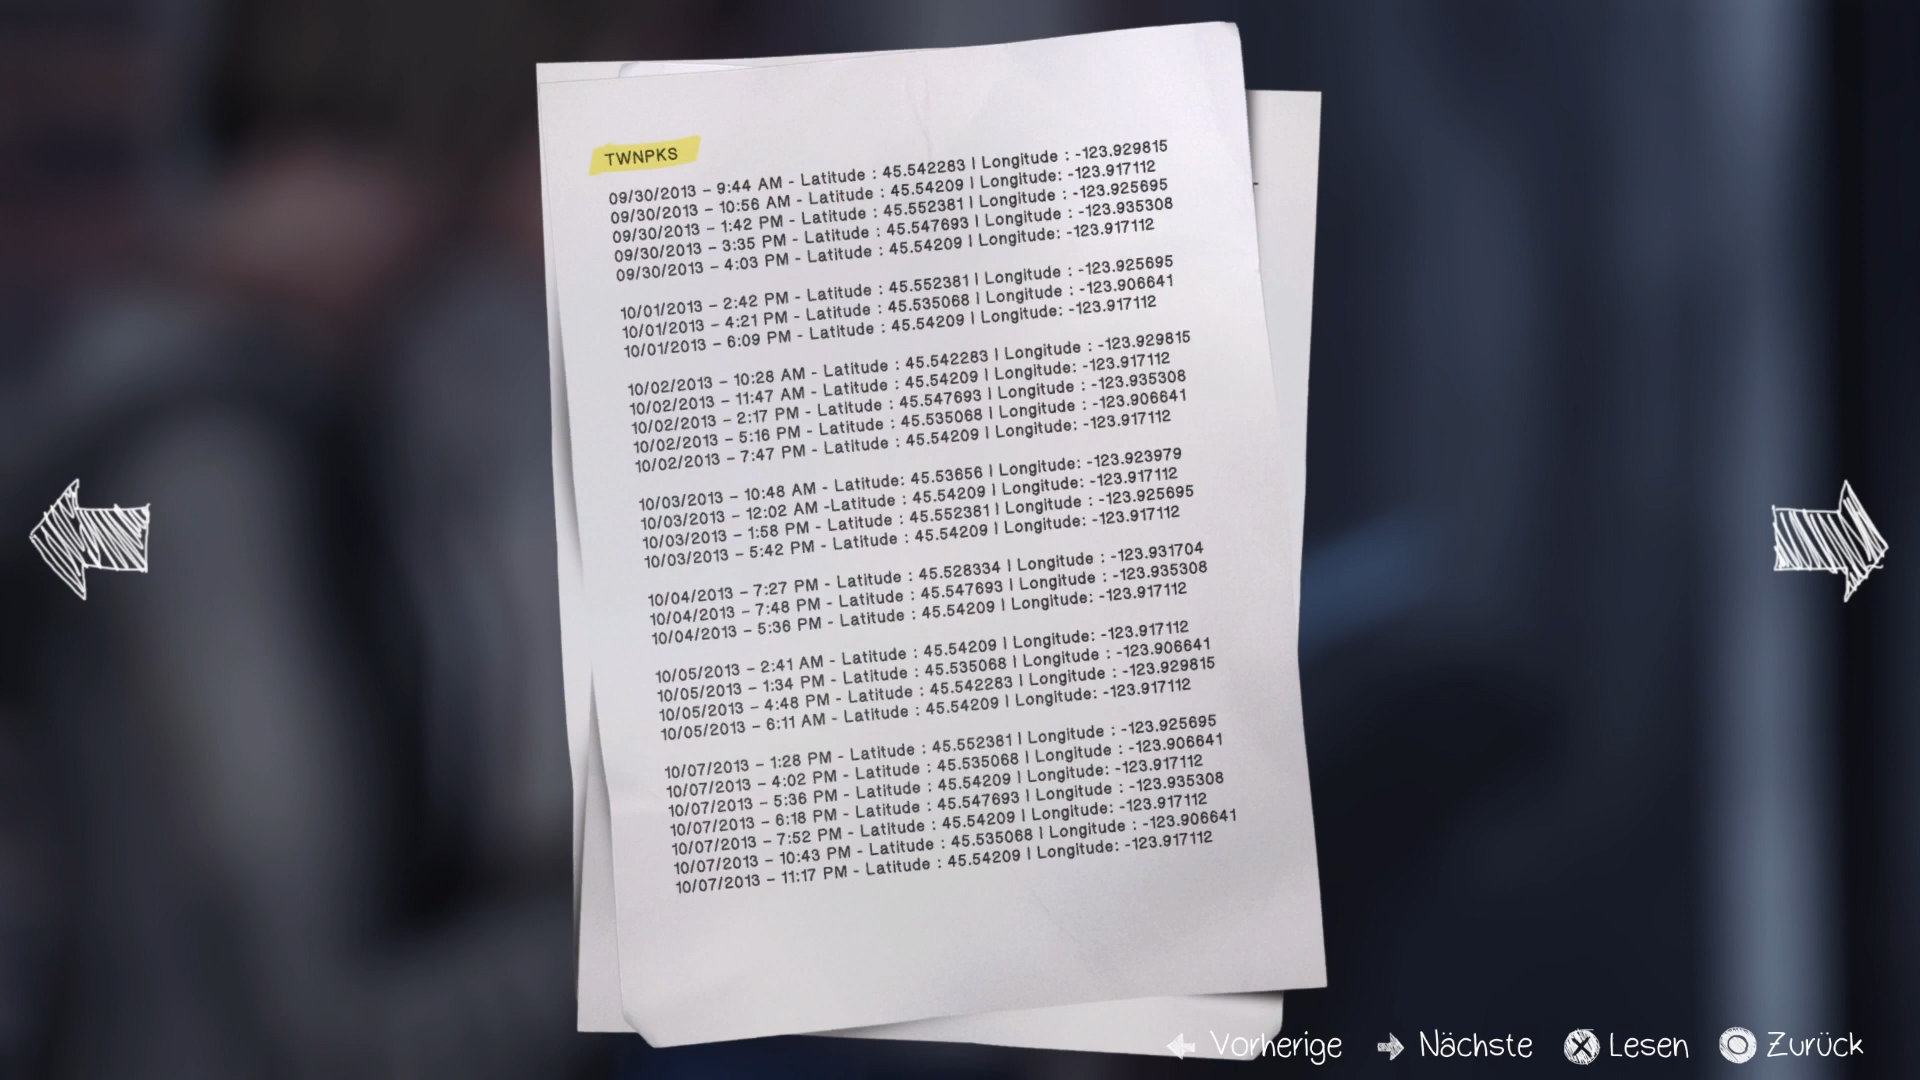 TWNPKS
09/30/2013 – 9:44 AM - Latitude : 45.542283 | Longitude : -123.929815
09/30/2013 – 10:56 AM - Latitude : 45.54209 | Longitude: -123.917112
09/30/2013 – 1:42 PM - Latitude : 45.552381 | Longitude : -123.925695
09/30/2013 – 3:35 PM - Latitude : 45.547693 | Longitude : -123.935308
09/30/2013 – 4:03 PM - Latitude : 45.54209 | Longitude: -123.917112
10/01/2013 – 2:42 PM - Latitude : 45.552381 | Longitude : -123.925695
10/01/2013 – 4:21 PM - Latitude : 45.535068 | Longitude : -123.906641
10/01/2013 – 6:09 PM - Latitude : 45.54209 | Longitude: -123.917112
10/02/2013 – 10:28 AM - Latitude : 45.542283 | Longitude : -123.929815
10/02/2013 – 11:47 AM - Latitude : 45.54209 | Longitude: -123.917112
10/02/2013 – 2:17 PM - Latitude : 45.547693 | Longitude : -123.935308
10/02/2013 – 5:16 PM - Latitude : 45.535068 | Longitude : -123.906641
10/02/2013 – 7:47 PM - Latitude : 45.54209 | Longitude: -123.917112
10/03/2013 – 10:48 AM - Latitude: 45.53656 | Longitude: -123.923979
10/03/2013 – 12:02 AM -Latitude : 45.54209 | Longitude: -123.917112
10/03/2013 – 1:58 PM - Latitude : 45.552381 | Longitude : -123.925695
10/03/2013 – 5:42 PM - Latitude : 45.54209 | Longitude: -123.917112
10/04/2013 – 7:27 PM - Latitude : 45.528334 | Longitude : -123.931704
10/04/2013 – 7:48 PM - Latitude : 45.547693 | Longitude : -123.935308
10/04/2013 – 5:36 PM - Latitude : 45.54209 | Longitude: -123.917112
10/05/2013 – 2:41 AM - Latitude : 45.54209 | Longitude: -123.917112
10/05/2013 – 1:34 PM - Latitude : 45.535068 | Longitude : -123.906641
10/05/2013 – 4:48 PM - Latitude : 45.542283 | Longitude : -123.929815
10/05/2013 – 6:11 AM - Latitude : 45.54209 | Longitude: -123.917112
10/07/2013 – 1:28 PM - Latitude : 45.552381 | Longitude : -123.925695
10/07/2013 – 4:02 PM - Latitude : 45.535068 | Longitude : -123.906641
10/07/2013 – 5:36 PM - Latitude : 45.54209 | Longitude: -123.917112
10/07/2013 – 6:18 PM - Latitude : 45.547693 | Longitude : -123.935308
10/07/2013 – 7:52 PM - Latitude : 45.54209 | Longitude: -123.917112
10/07/2013 – 10:43 PM - Latitude : 45.535068 | Longitude : -123.906641
10/07/2013 – 11:17 PM - Latitude : 45.54209 | Longitude: -123.917112
Vorherige Nächste Lesen Zurück